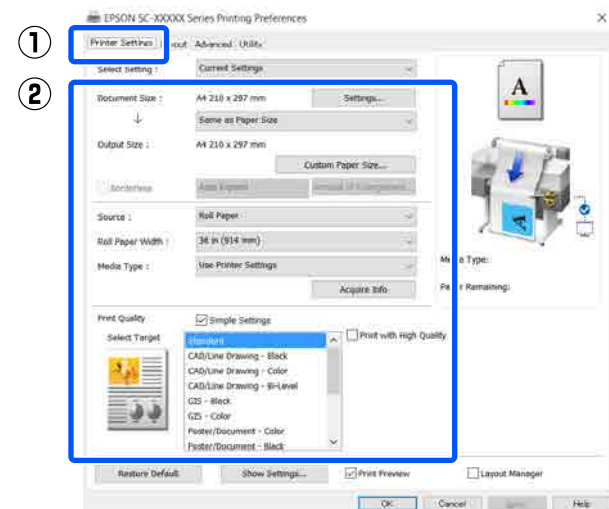 EPSON SC-XXXXX Series Printing Preferences
①
Printer Settings out Advanced Utility
②
Select Setting : Current Settings
Document Size : A4 210 x 297 mm Settings...
Same as Paper Size
Output Size : A4 210 x 297 mm
Custom Paper Size...
Borderless Auto Expand Amount of Enlargement...
Source : Roll Paper
Roll Paper Width : 36 in (914 mm)
Media Type : Use Printer Settings
Acquire Info
A
A
Me Type:
Pa r Remaining:
Print Quality Simple Settings
Select Target Standard Print with High Quality
CAD/Line Drawing - Black
CAD/Line Drawing - Color
CAD/Line Drawing - Bi-Level
GIS - Black
GIS - Color
Poster/Document - Color
Poster/Document - Black
Restore Default Show Settings... Print Preview Layout Manager
OK Cancel Help